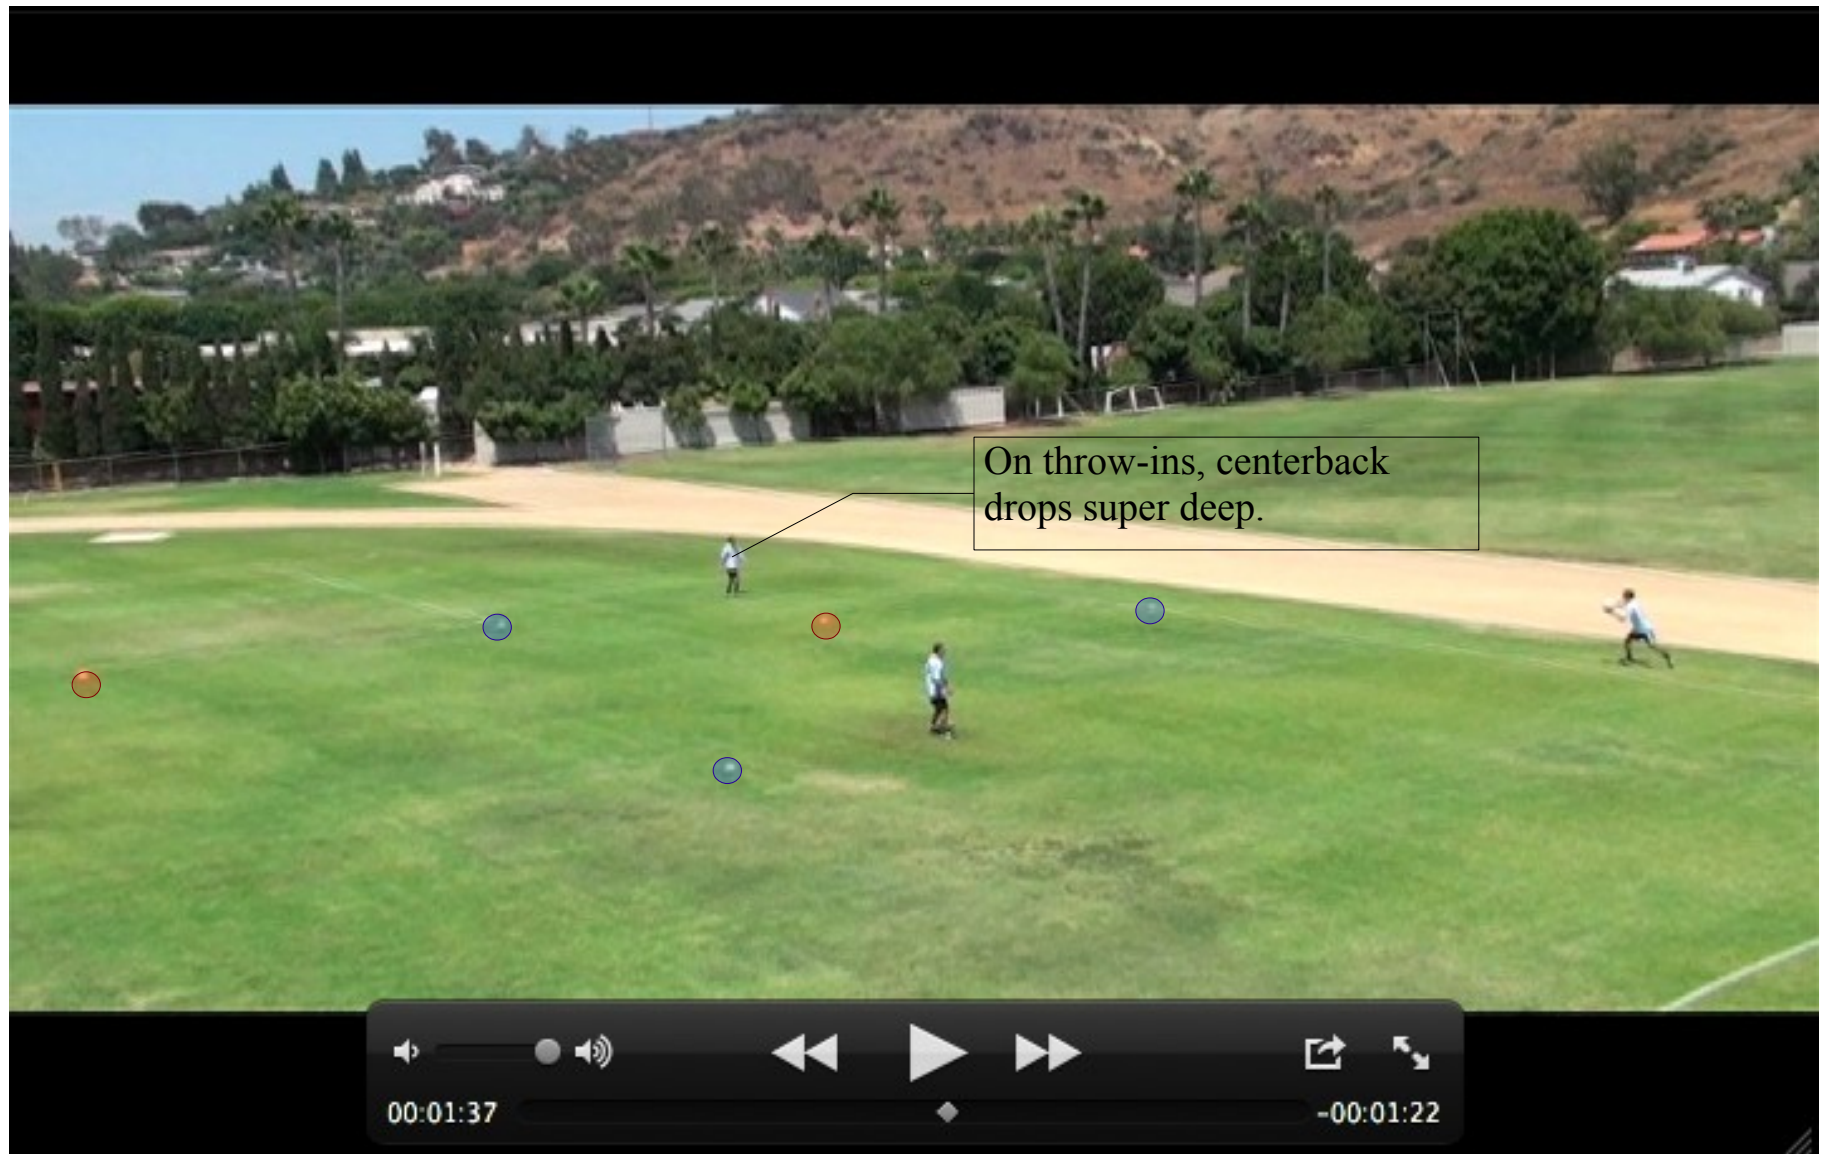 On throw-ins, centerback
drops super deep.
00:01:37
-00:01:22